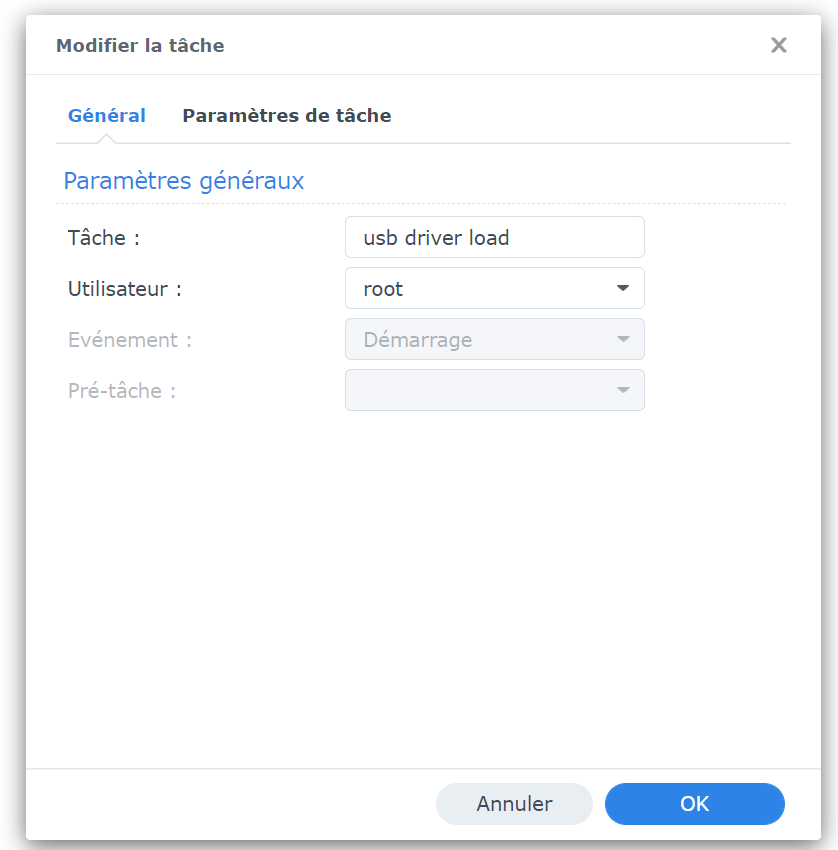 Modifier la tâche
Général Paramètres de tâche
Paramètres généraux
Tâche : usb driver load
Utilisateur : root
Evénement : Démarrage
Pré-tâche :
Annuler OK